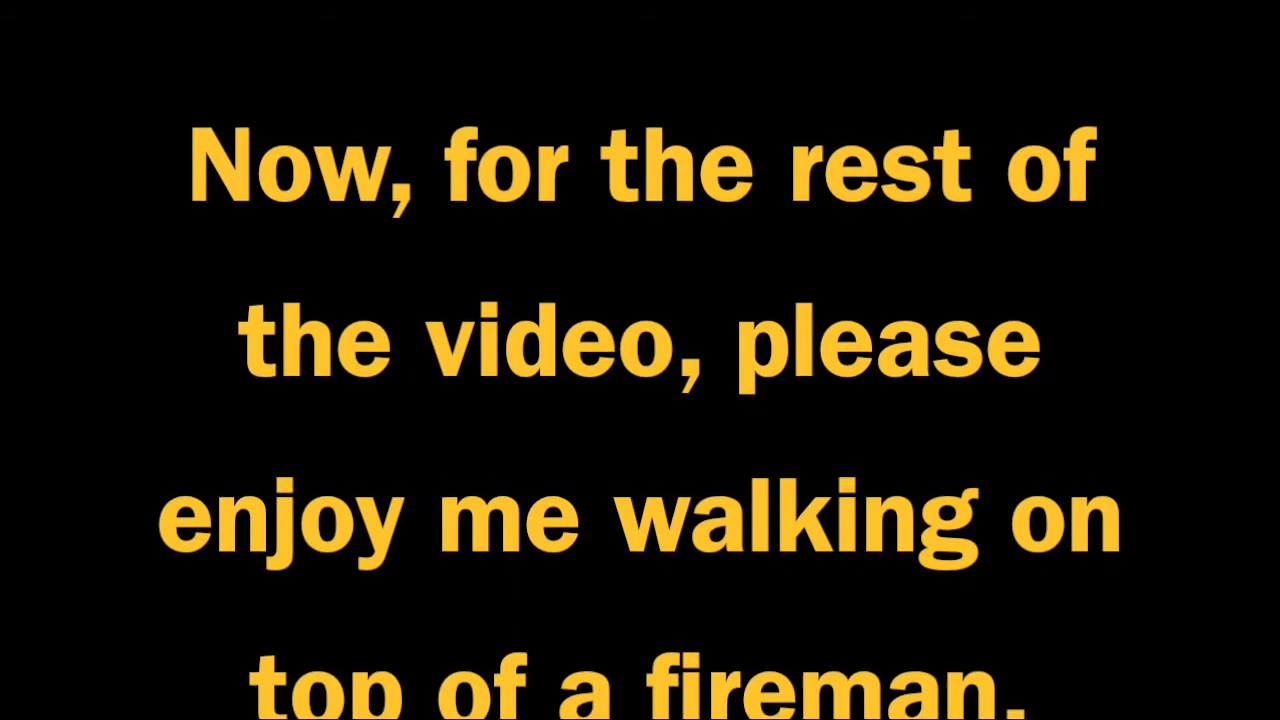 Now, for the rest of
the video, please
enjoy me walking on
top of a fireman.